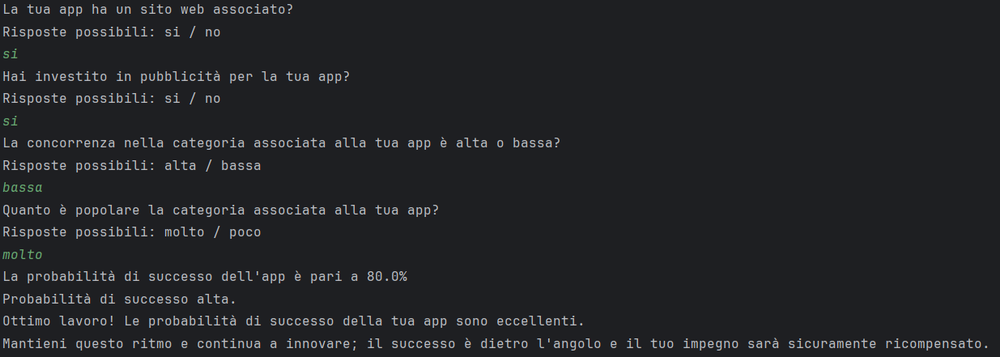 La tua app ha un sito web associato?
Risposte possibili: si / no
si
Hai investito in pubblicità per la tua app?
Risposte possibili: si / no
si
La concorrenza nella categoria associata alla tua app è alta o bassa?
Risposte possibili: alta / bassa
bassa
Quanto è popolare la categoria associata alla tua app?
Risposte possibili: molto / poco
molto
La probabilità di successo dell'app è pari a 80.0%
Probabilità di successo alta.
Ottimo lavoro! Le probabilità di successo della tua app sono eccellenti.
Mantieni questo ritmo e continua a innovare; il successo è dietro l'angolo e il tuo impegno sarà sicuramente ricompensato.